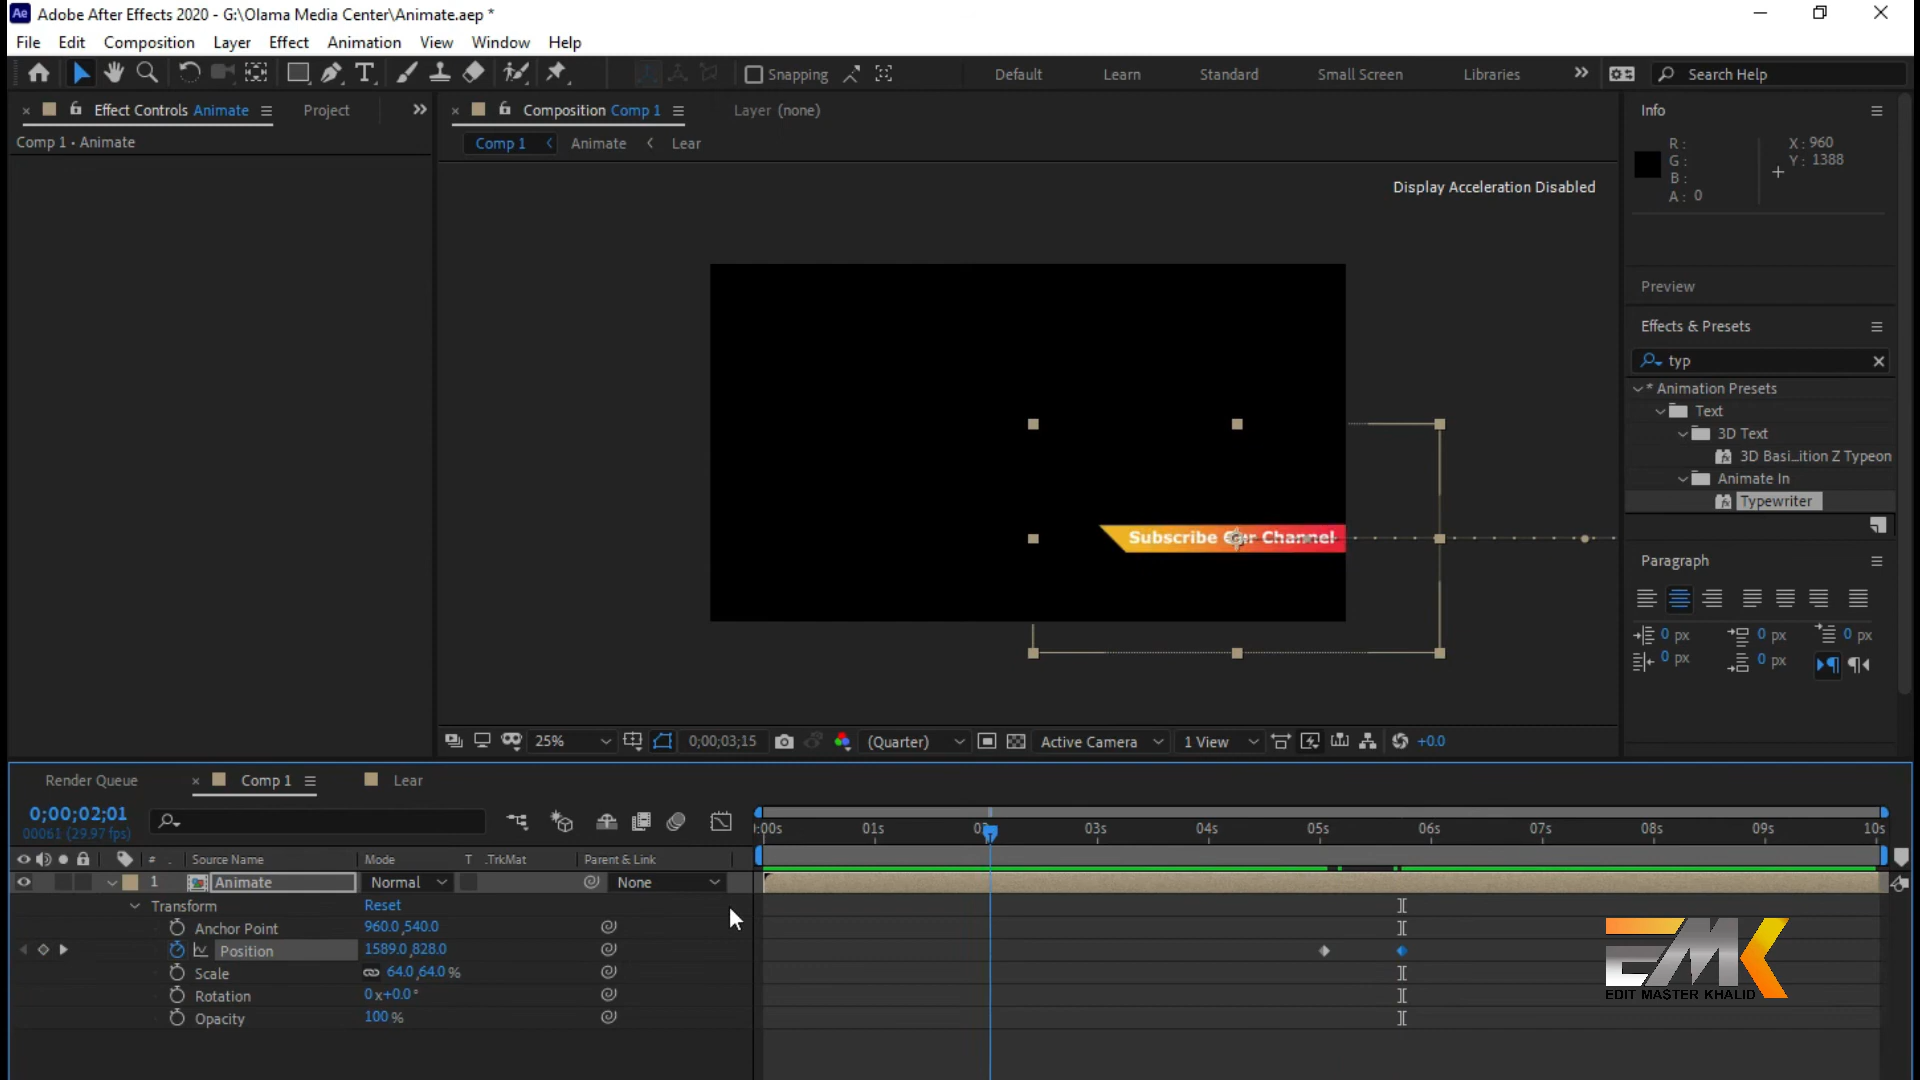 Ae Adobe After Effects 2020 - G:\Olama Media Center\Animate.aep *
File Edit Composition Layer Effect Animation View Window Help
Snapping Default Learn Standard Small Screen Libraries Search Help
Effect Controls Animate Project
Comp 1 • Animate
Composition Comp 1 Layer (none)
Comp 1 Animate Lear
Display Acceleration Disabled
Subscribe Our Channel
25% 0;00;03;15 (Quarter) Active Camera 1 View +0.0
Info
R :
G :
B :
A : 0
X : 960
Y : 1388
Preview
Effects & Presets
typ
* Animation Presets
Text
3D Text
3D Basi...ition Z Typeon
Animate In
Typewriter
Paragraph
0 px 0 px 0 px
0 px 0 px
Render Queue Comp 1 Lear
0;00;02;01
00061 (29.97 fps)
:00s 01s 03s 04s 05s 06s 07s 08s 09s 10s
# . Source Name Mode T .TrkMat Parent & Link
1 Animate Normal None
Transform Reset
Anchor Point 960.0,540.0
Position 1589.0,828.0
Scale 64.0,64.0 %
Rotation 0x+0.0°
Opacity 100 %
EMK
EDIT MASTER KHALID